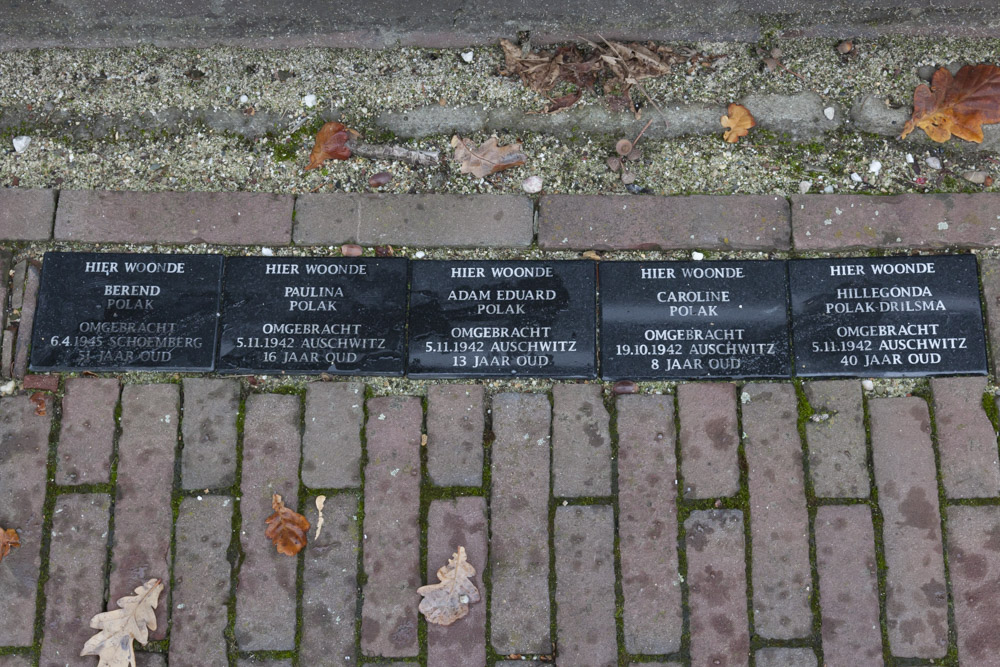 HIER WOONDE
BEREND
POLAK
OMGEBRACHT
6.4.1945 SCHOEMBERG
51 JAAR OUD
HIER WOONDE
PAULINA
POLAK
OMGEBRACHT
5.11.1942 AUSCHWITZ
16 JAAR OUD
HIER WOONDE
ADAM EDUARD
POLAK
OMGEBRACHT
5.11.1942 AUSCHWITZ
13 JAAR OUD
HIER WOONDE
CAROLINE
POLAK
OMGEBRACHT
19.10.1942 AUSCHWITZ
8 JAAR OUD
HIER WOONDE
HILLEGONDA
POLAK-DRILSMA
OMGEBRACHT
5.11.1942 AUSCHWITZ
40 JAAR OUD